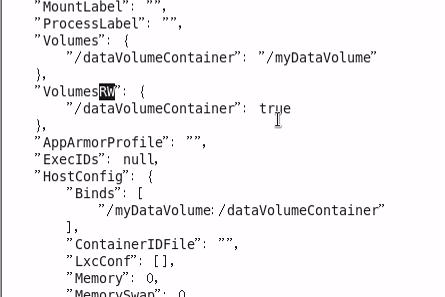 "MountLabel": "",
"ProcessLabel": "",
"Volumes": {
"/dataVolumeContainer": "/myDataVolume"
},
"VolumesRW": {
"/dataVolumeContainer": true
},
"AppArmorProfile": "",
"ExecIDs": null,
"HostConfig": {
"Binds": [
"/myDataVolume:/dataVolumeContainer"
],
"ContainerIDFile": "",
"LxcConf": [],
"Memory": 0,
"MemorySwap": 0